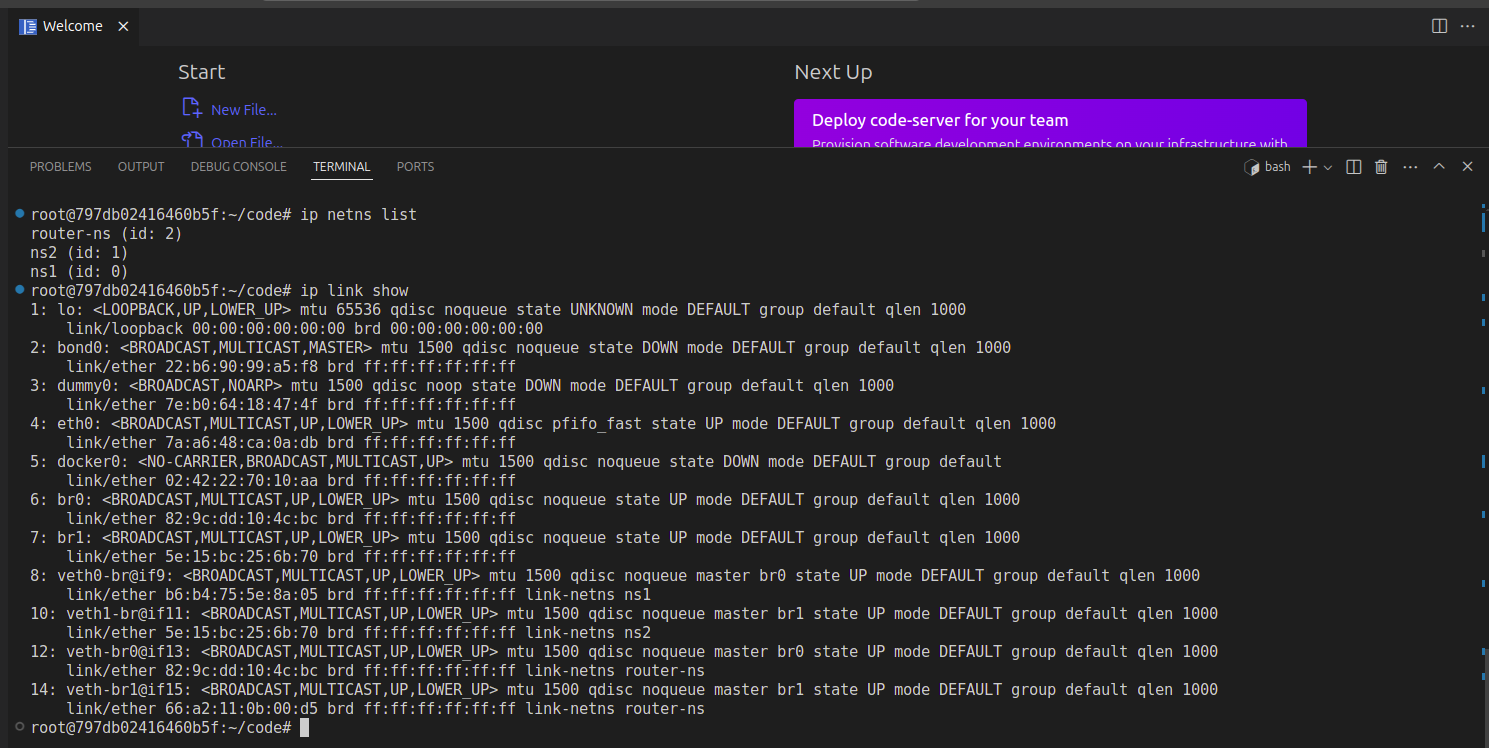 Welcome
Start
Next Up
New File...
Deploy code-server for your team
Open File...
Provision software development environments on your infrastructure with
PROBLEMS OUTPUT DEBUG CONSOLE TERMINAL PORTS
bash
root@797db02416460b5f:~/code# ip netns list
router-ns (id: 2)
ns2 (id: 1)
ns1 (id: 0)
root@797db02416460b5f:~/code# ip link show
1: lo: <LOOPBACK,UP,LOWER_UP> mtu 65536 qdisc noqueue state UNKNOWN mode DEFAULT group default qlen 1000
    link/loopback 00:00:00:00:00:00 brd 00:00:00:00:00:00
2: bond0: <BROADCAST,MULTICAST,MASTER> mtu 1500 qdisc noqueue state DOWN mode DEFAULT group default qlen 1000
    link/ether 22:b6:90:99:a5:f8 brd ff:ff:ff:ff:ff:ff
3: dummy0: <BROADCAST,NOARP> mtu 1500 qdisc noop state DOWN mode DEFAULT group default qlen 1000
    link/ether 7e:b0:64:18:47:4f brd ff:ff:ff:ff:ff:ff
4: eth0: <BROADCAST,MULTICAST,UP,LOWER_UP> mtu 1500 qdisc pfifo_fast state UP mode DEFAULT group default qlen 1000
    link/ether 7a:a6:48:ca:0a:db brd ff:ff:ff:ff:ff:ff
5: docker0: <NO-CARRIER,BROADCAST,MULTICAST,UP> mtu 1500 qdisc noqueue state DOWN mode DEFAULT group default
    link/ether 02:42:22:70:10:aa brd ff:ff:ff:ff:ff:ff
6: br0: <BROADCAST,MULTICAST,UP,LOWER_UP> mtu 1500 qdisc noqueue state UP mode DEFAULT group default qlen 1000
    link/ether 82:9c:dd:10:4c:bc brd ff:ff:ff:ff:ff:ff
7: br1: <BROADCAST,MULTICAST,UP,LOWER_UP> mtu 1500 qdisc noqueue state UP mode DEFAULT group default qlen 1000
    link/ether 5e:15:bc:25:6b:70 brd ff:ff:ff:ff:ff:ff
8: veth0-br@if9: <BROADCAST,MULTICAST,UP,LOWER_UP> mtu 1500 qdisc noqueue master br0 state UP mode DEFAULT group default qlen 1000
    link/ether b6:b4:75:5e:8a:05 brd ff:ff:ff:ff:ff:ff link-netns ns1
10: veth1-br@if11: <BROADCAST,MULTICAST,UP,LOWER_UP> mtu 1500 qdisc noqueue master br1 state UP mode DEFAULT group default qlen 1000
    link/ether 5e:15:bc:25:6b:70 brd ff:ff:ff:ff:ff:ff link-netns ns2
12: veth-br0@if13: <BROADCAST,MULTICAST,UP,LOWER_UP> mtu 1500 qdisc noqueue master br0 state UP mode DEFAULT group default qlen 1000
    link/ether 82:9c:dd:10:4c:bc brd ff:ff:ff:ff:ff:ff link-netns router-ns
14: veth-br1@if15: <BROADCAST,MULTICAST,UP,LOWER_UP> mtu 1500 qdisc noqueue master br1 state UP mode DEFAULT group default qlen 1000
    link/ether 66:a2:11:0b:00:d5 brd ff:ff:ff:ff:ff:ff link-netns router-ns
root@797db02416460b5f:~/code#